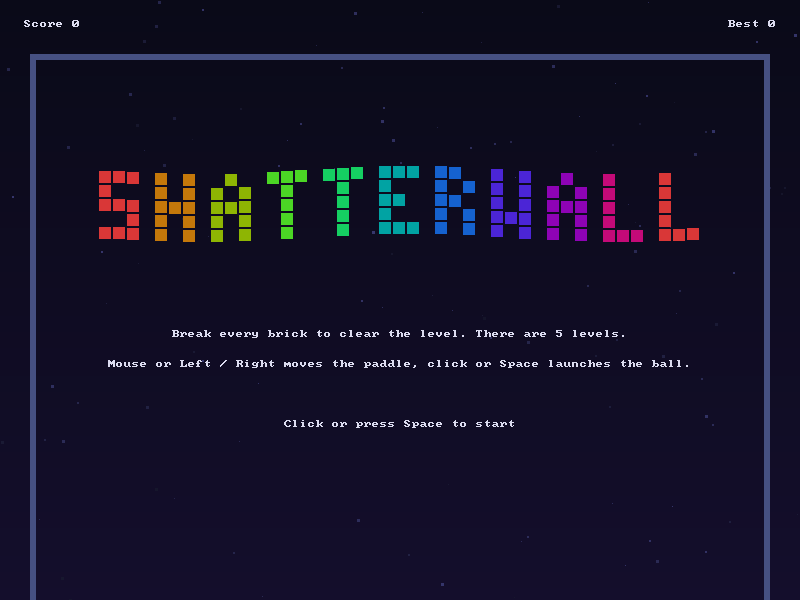 Score 0
Best 0
SHATTERWALL
Break every brick to clear the level. There are 5 levels.
Mouse or Left / Right moves the paddle, click or Space launches the ball.
Click or press Space to start